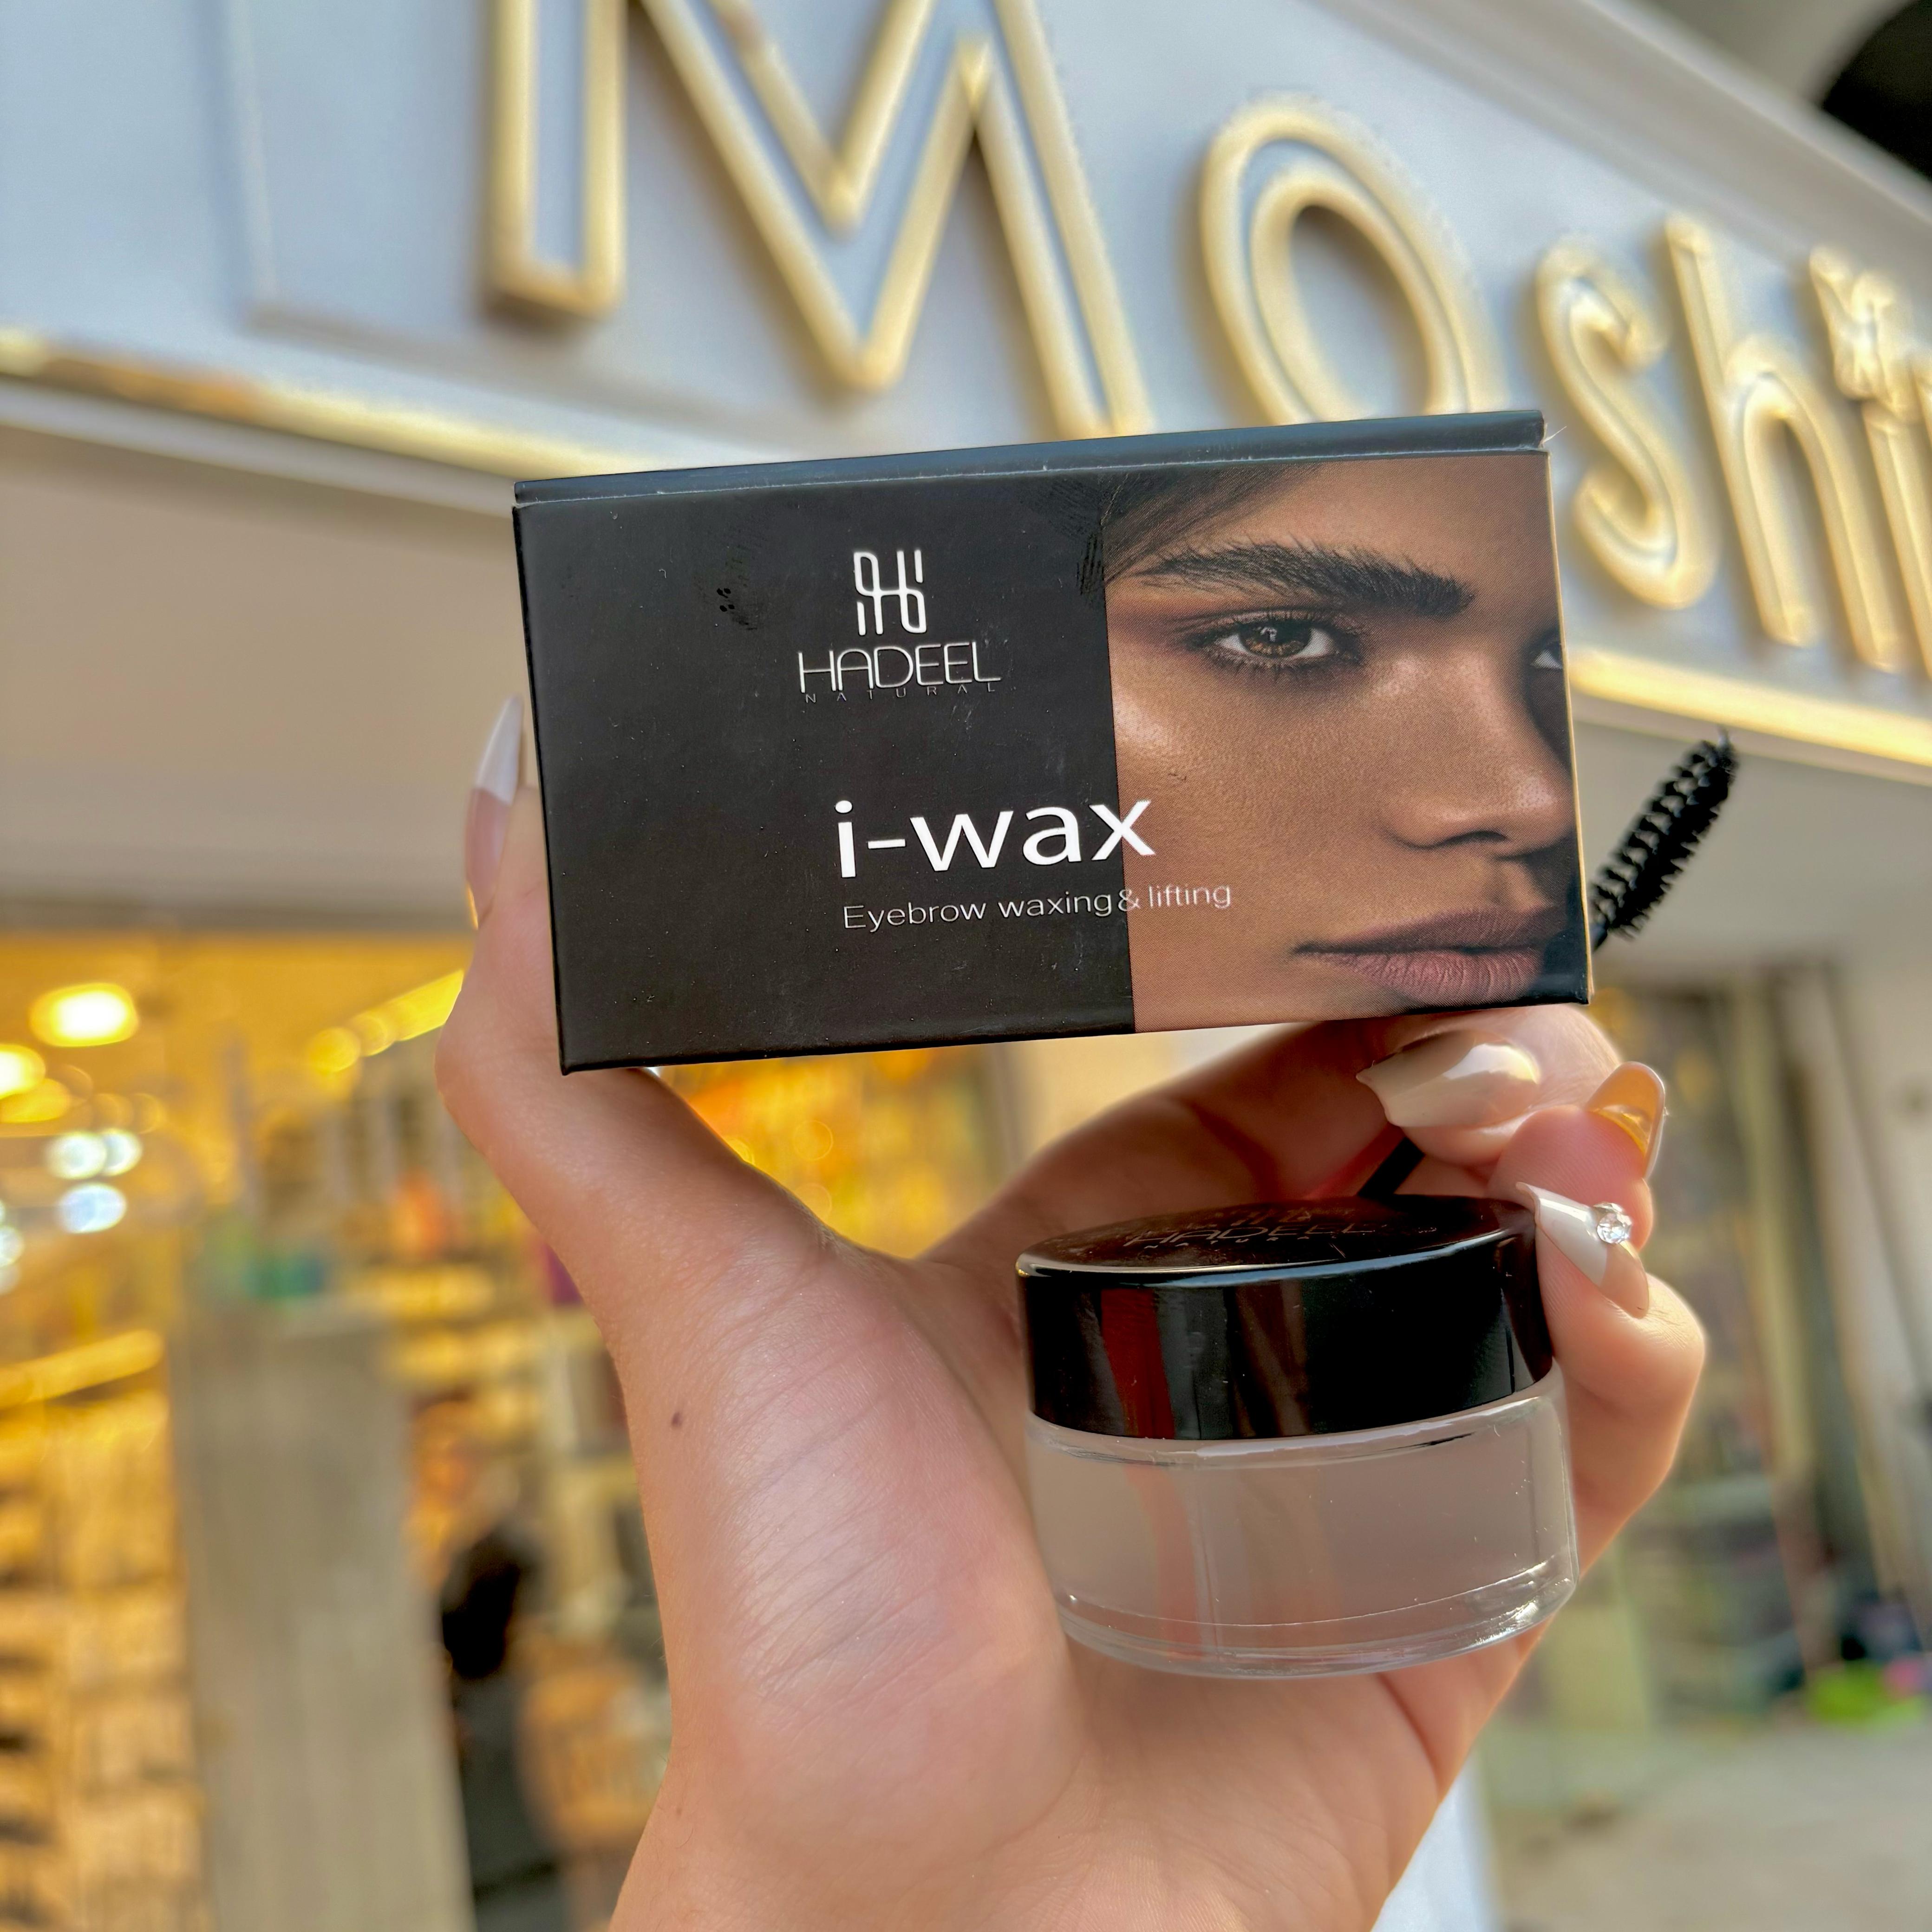 Moshi
HADEEL
NATURAL
i-wax
Eyebrow waxing & lifting
HADEEL